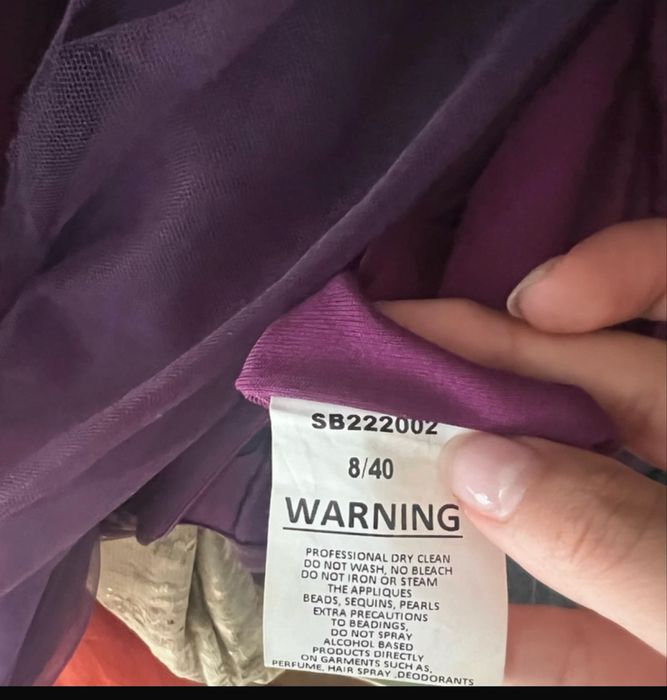 SB222002
8/40
WARNING
PROFESSIONAL DRY CLEAN
DO NOT WASH, NO BLEACH
DO NOT IRON OR STEAM
THE APPLIQUES
BEADS, SEQUINS, PEARLS
EXTRA PRECAUTIONS
TO BEADINGS,
DO NOT SPRAY
ALCOHOL BASED
PRODUCTS DIRECTLY
ON GARMENTS SUCH AS,
PERFUME, HAIR SPRAY ,DEODORANTS